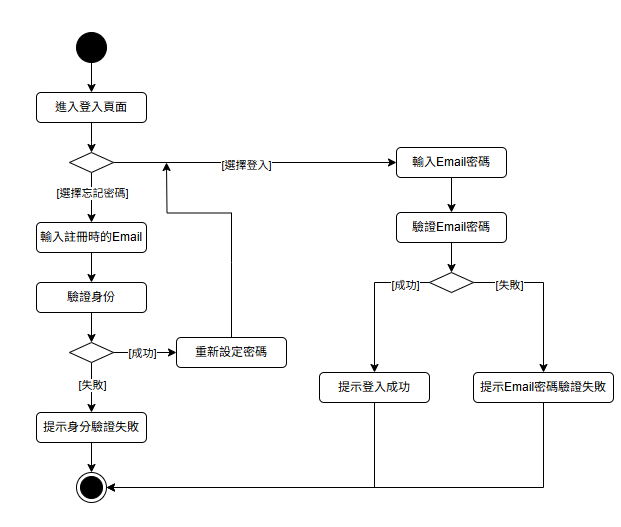 進入登入頁面
[選擇登入]
輸入Email密碼
[選擇忘記密碼]
驗證Email密碼
輸入註冊時的Email
[成功]
[失敗]
驗證身份
[成功]
重新設定密碼
[失敗]
提示登入成功
提示Email密碼驗證失敗
提示身分驗證失敗